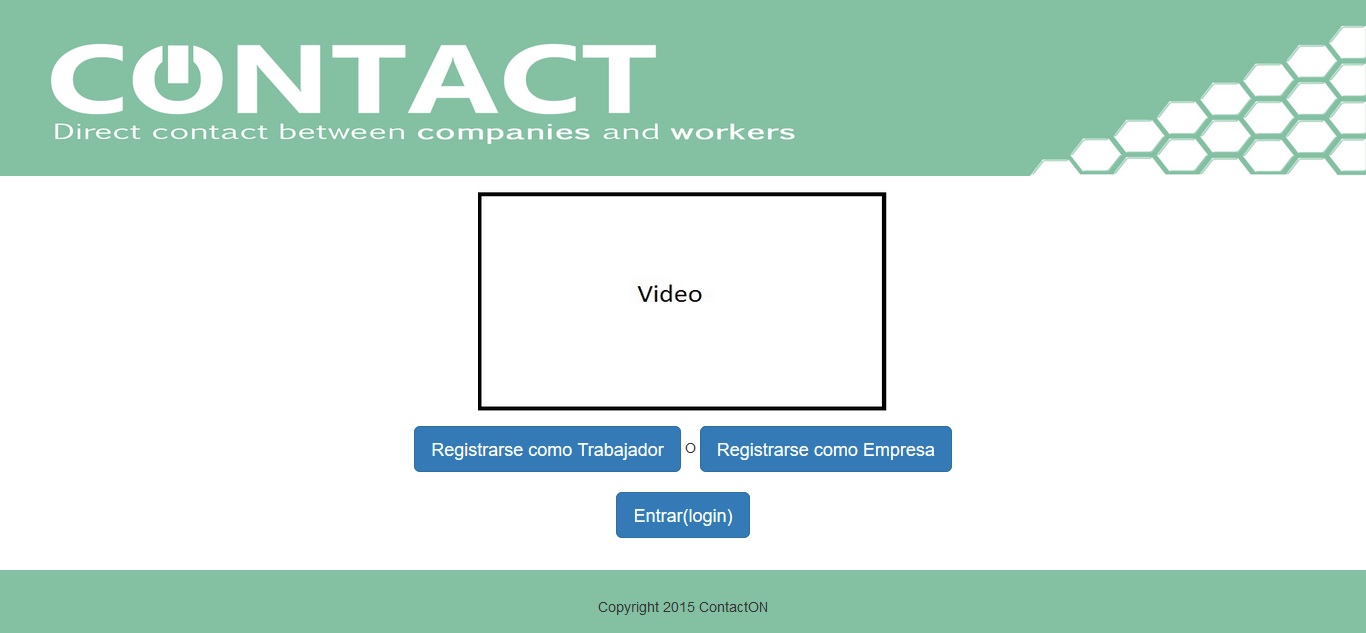 CONTACT
Direct contact between companies and workers
Video
Registrarse como Trabajador O Registrarse como Empresa
Entrar(login)
Copyright 2015 ContactON